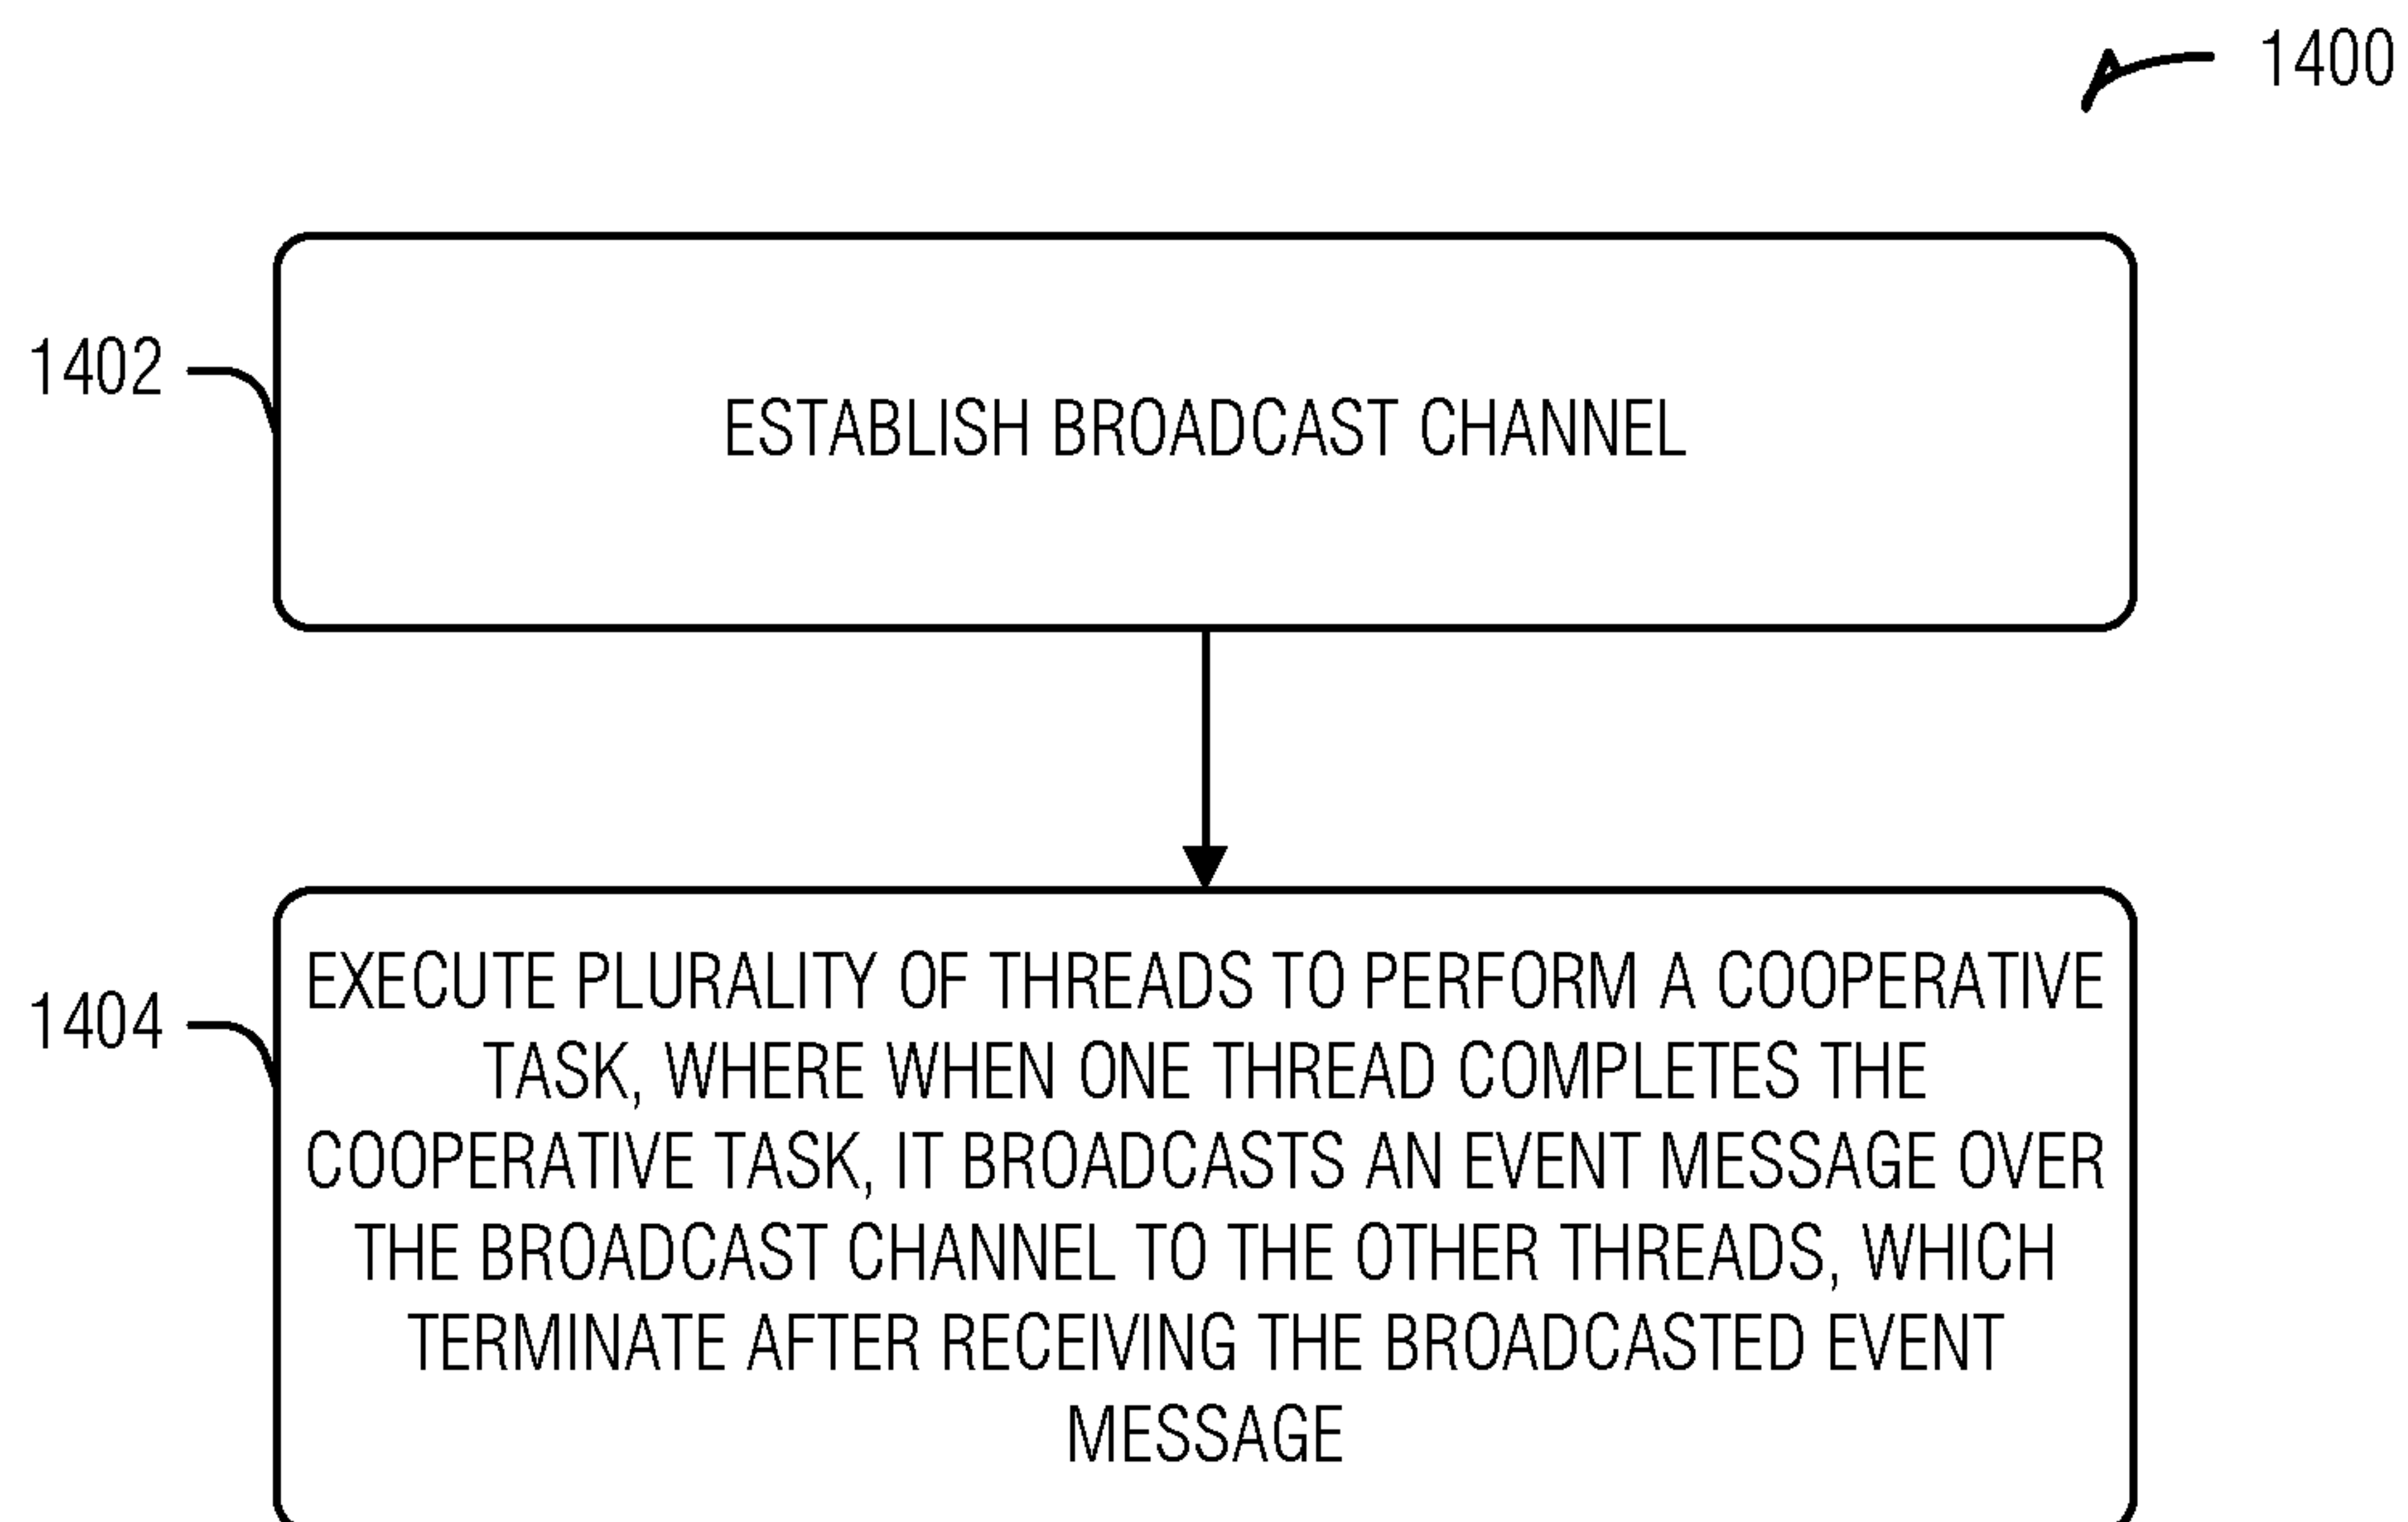 1400
1402
ESTABLISH BROADCAST CHANNEL
1404
EXECUTE PLURALITY OF THREADS TO PERFORM A COOPERATIVE
TASK, WHERE WHEN ONE THREAD COMPLETES THE
COOPERATIVE TASK, IT BROADCASTS AN EVENT MESSAGE OVER
THE BROADCAST CHANNEL TO THE OTHER THREADS, WHICH
TERMINATE AFTER RECEIVING THE BROADCASTED EVENT
MESSAGE